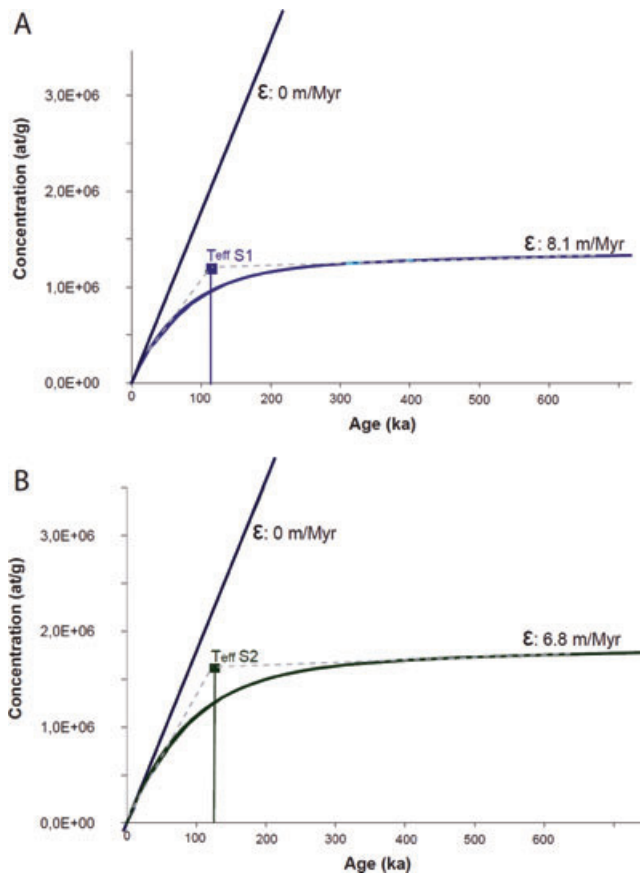 A
Concentration (at/g)
3,0E+06
2,0E+06
1,0E+06
0,0E+00
ε: 0 m/Myr
Teff S1
ε: 8.1 m/Myr
0 100 200 300 400 500 600
Age (ka)
B
Concentration (at/g)
3,0E+06
2,0E+06
1,0E+06
0,0E+00
ε: 0 m/Myr
Teff S2
ε: 6.8 m/Myr
0 100 200 300 400 500 600
Age (ka)